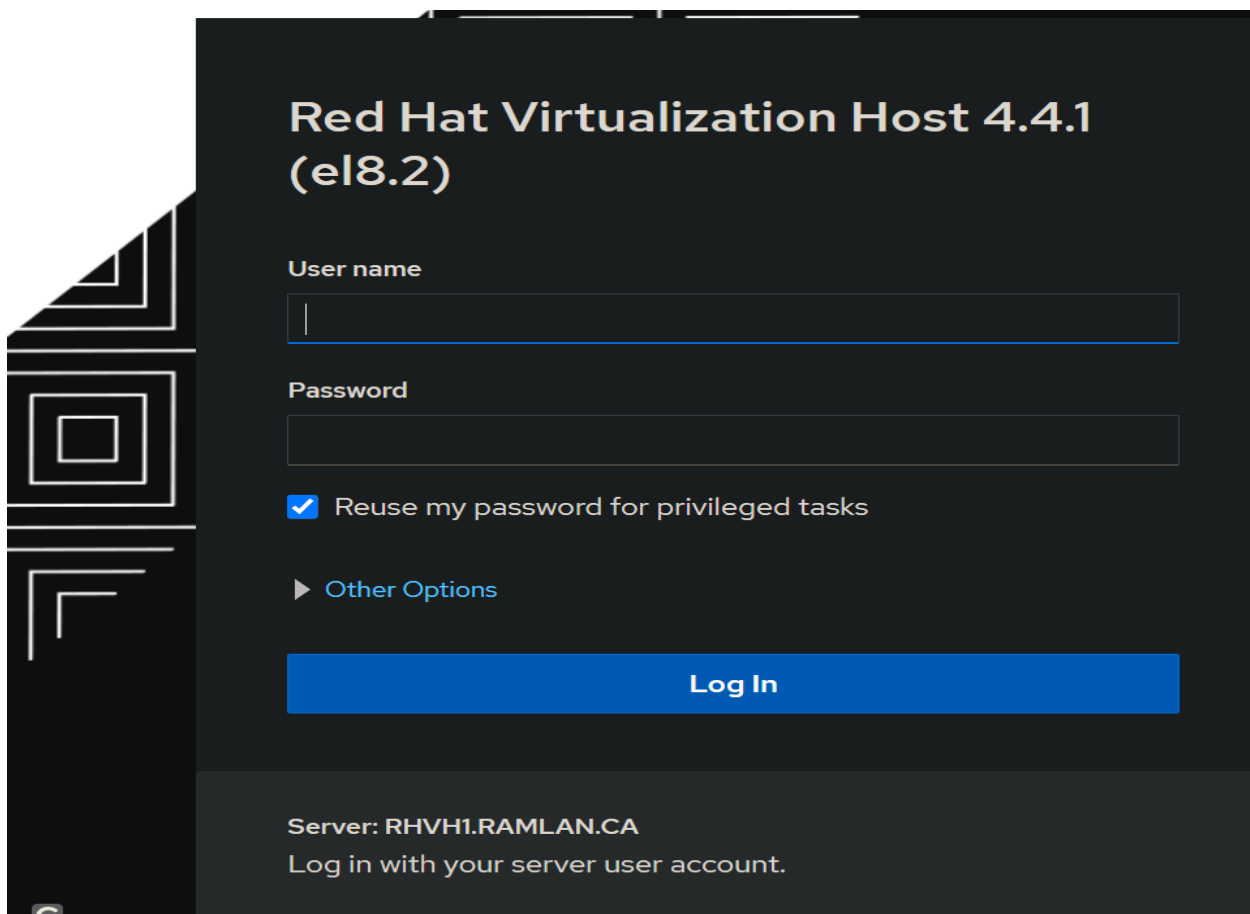 Red Hat Virtualization Host 4.4.1
(el8.2)
User name
Password
Reuse my password for privileged tasks
Other Options
Log In
Server: RHVH1.RAMLAN.CA
Log in with your server user account.